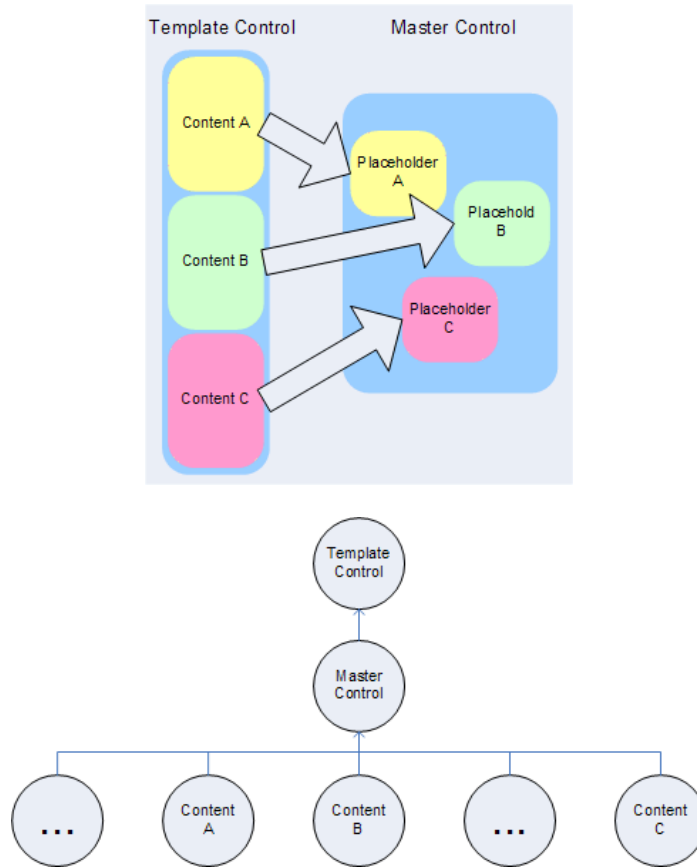 Template Control
Master Control
Content A
Placeholder
A
Placehold
B
Content B
Placeholder
C
Content C
Template
Control
Master
Control
...
Content
A
Content
B
...
Content
C